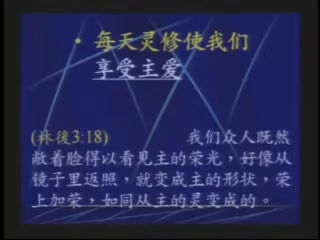 • 每天灵修使我们
享受主爱
(林後3:18) 我们众人既然
敞着脸得以看见主的荣光，好像从
镜子里返照，就变成主的形状，荣
上加荣，如同从主的灵变成的。